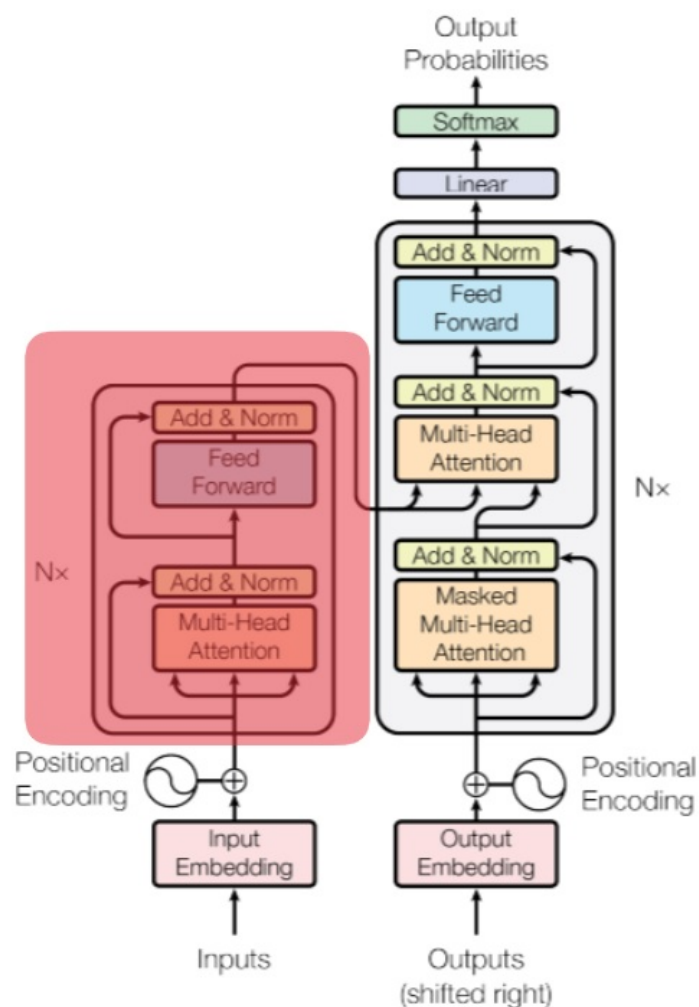 Output
Probabilities
Softmax
Linear
Add & Norm
Feed
Forward
Add & Norm
Multi-Head
Attention
Nx
Add & Norm
Masked
Multi-Head
Attention
Add & Norm
Feed
Forward
Nx
Add & Norm
Multi-Head
Attention
Positional
Encoding
Positional
Encoding
Input
Embedding
Output
Embedding
Inputs
Outputs
(shifted right)